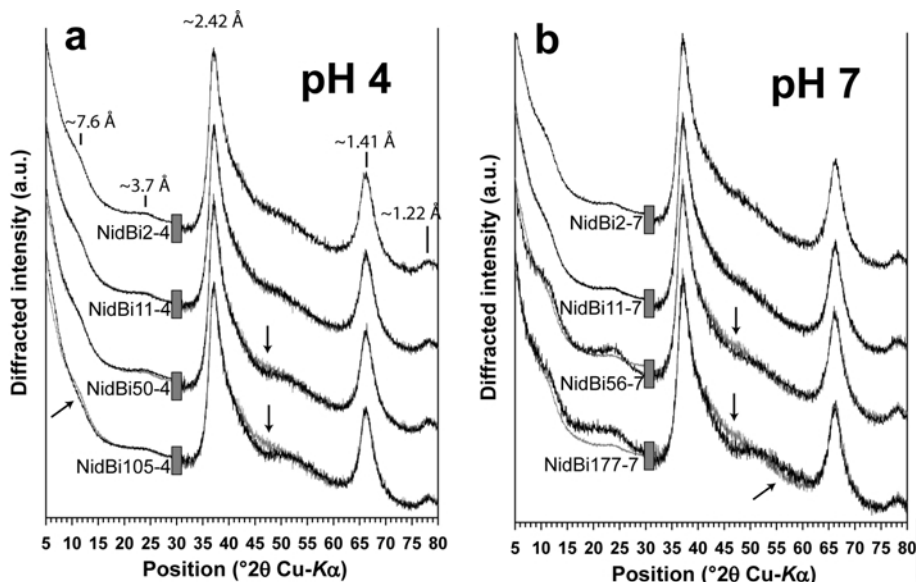 a
pH 4
~2.42 Å
~7.6 Å
~3.7 Å
~1.41 Å
~1.22 Å
NidBi2-4
NidBi11-4
NidBi50-4
NidBi105-4
Diffracted intensity (a.u.)
5 10 15 20 25 30 35 40 45 50 55 60 65 70 75 80
Position (°2θ Cu-Kα)
b
pH 7
NidBi2-7
NidBi11-7
NidBi56-7
NidBi177-7
Diffracted intensity (a.u.)
5 10 15 20 25 30 35 40 45 50 55 60 65 70 75 80
Position (°2θ Cu-Kα)